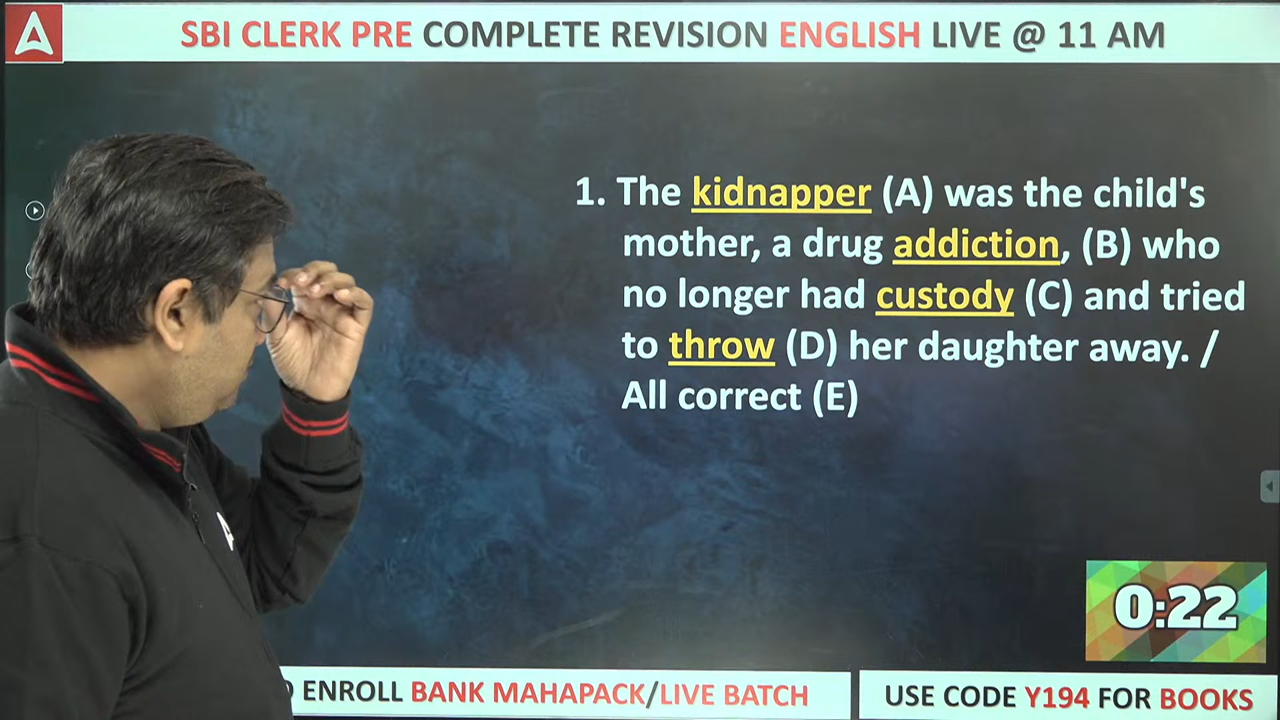 SBI CLERK PRE COMPLETE REVISION ENGLISH LIVE @ 11 AM
1. The kidnapper (A) was the child's
mother, a drug addiction, (B) who
no longer had custody (C) and tried
to throw (D) her daughter away. /
All correct (E)
0:22
ENROLL BANK MAHAPACK/LIVE BATCH
USE CODE Y194 FOR BOOKS